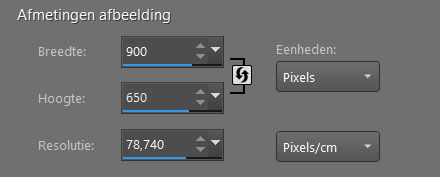 Afmetingen afbeelding
Breedte: 900 Eenheden:
Pixels
Hoogte: 650
Resolutie: 78,740 Pixels/cm